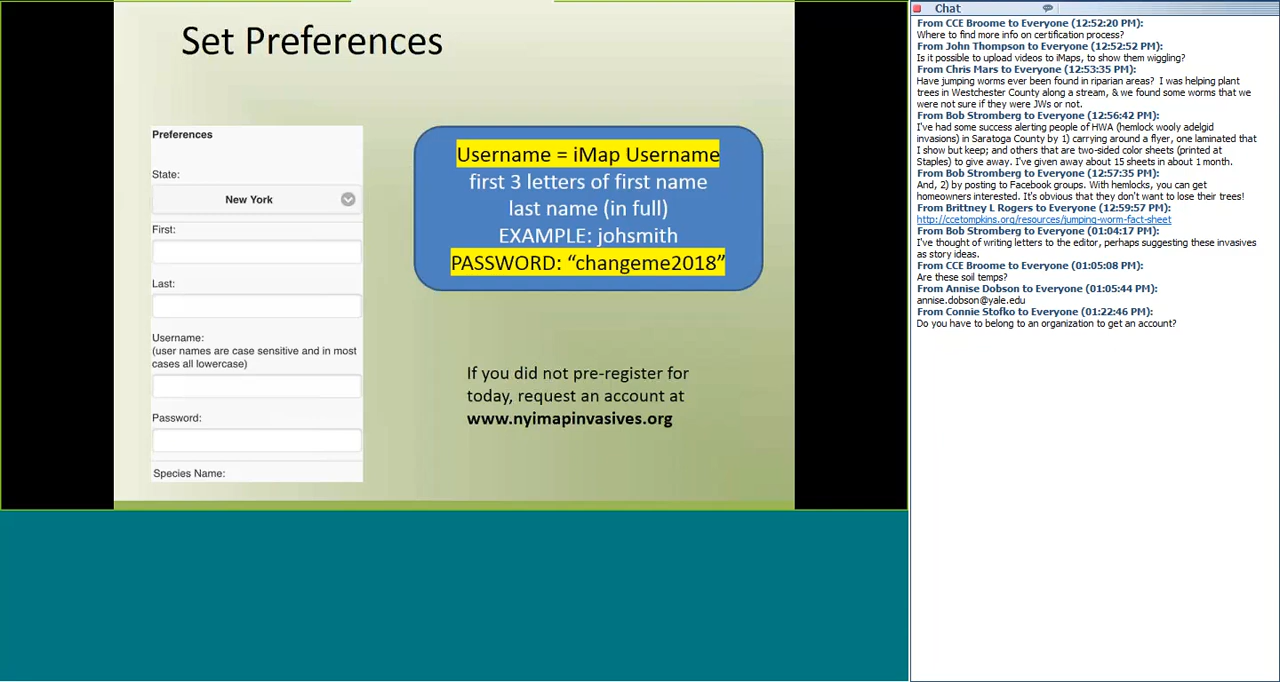 Set Preferences
Preferences
State:
New York
First:
Last:
Username:
(user names are case sensitive and in most
cases all lowercase)
Password:
Species Name:
Username = iMap Username
first 3 letters of first name
last name (in full)
EXAMPLE: johsmith
PASSWORD: “changeme2018”
If you did not pre-register for
today, request an account at
www.nyimapinvasives.org
Chat
From CCE Broome to Everyone (12:52:20 PM):
Where to find more info on certification process?
From John Thompson to Everyone (12:52:52 PM):
Is it possible to upload videos to iMaps, to show them wiggling?
From Chris Mars to Everyone (12:53:35 PM):
Have jumping worms ever been found in riparian areas? I was helping plant
trees in Westchester County along a stream, & we found some worms that we
were not sure if they were JWs or not.
From Bob Stromberg to Everyone (12:56:42 PM):
I've had some success alerting people of HWA (hemlock wooly adelgid
invasions) in Saratoga County by 1) carrying around a flyer, one laminated that
I show but keep; and others that are two-sided color sheets (printed at
Staples) to give away. I've given away about 15 sheets in about 1 month.
From Bob Stromberg to Everyone (12:57:35 PM):
And, 2) by posting to Facebook groups. With hemlocks, you can get
homeowners interested. It's obvious that they don't want to lose their trees!
From Brittney L Rogers to Everyone (12:59:57 PM):
http://ccetompkins.org/resources/jumping-worm-fact-sheet
From Bob Stromberg to Everyone (01:04:17 PM):
I've thought of writing letters to the editor, perhaps suggesting these invasives
as story ideas.
From CCE Broome to Everyone (01:05:08 PM):
Are these soil temps?
From Annise Dobson to Everyone (01:05:44 PM):
annise.dobson@yale.edu
From Connie Stofko to Everyone (01:22:46 PM):
Do you have to belong to an organization to get an account?